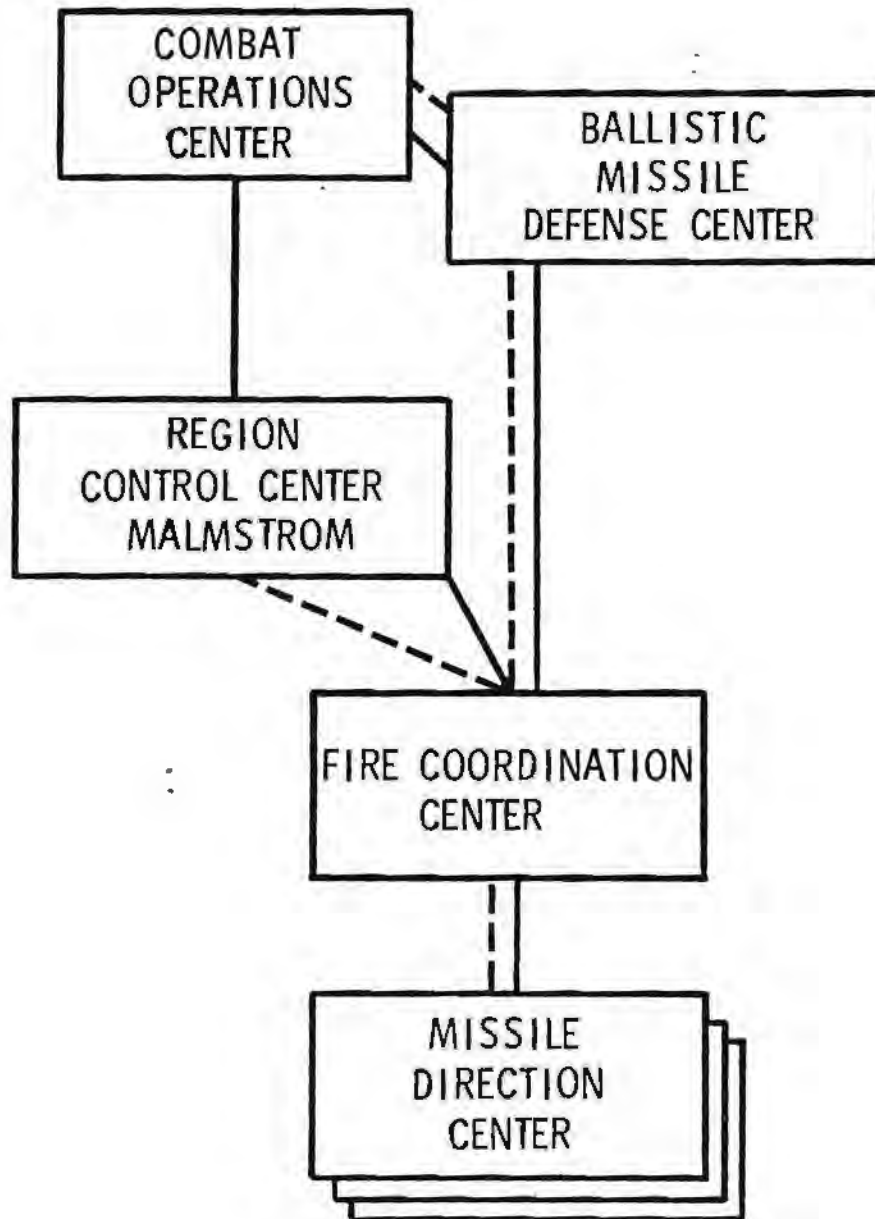 COMBAT
OPERATIONS
CENTER
BALLISTIC
MISSILE
DEFENSE CENTER
REGION
CONTROL CENTER
MALMSTROM
FIRE COORDINATION
CENTER
MISSILE
DIRECTION
CENTER